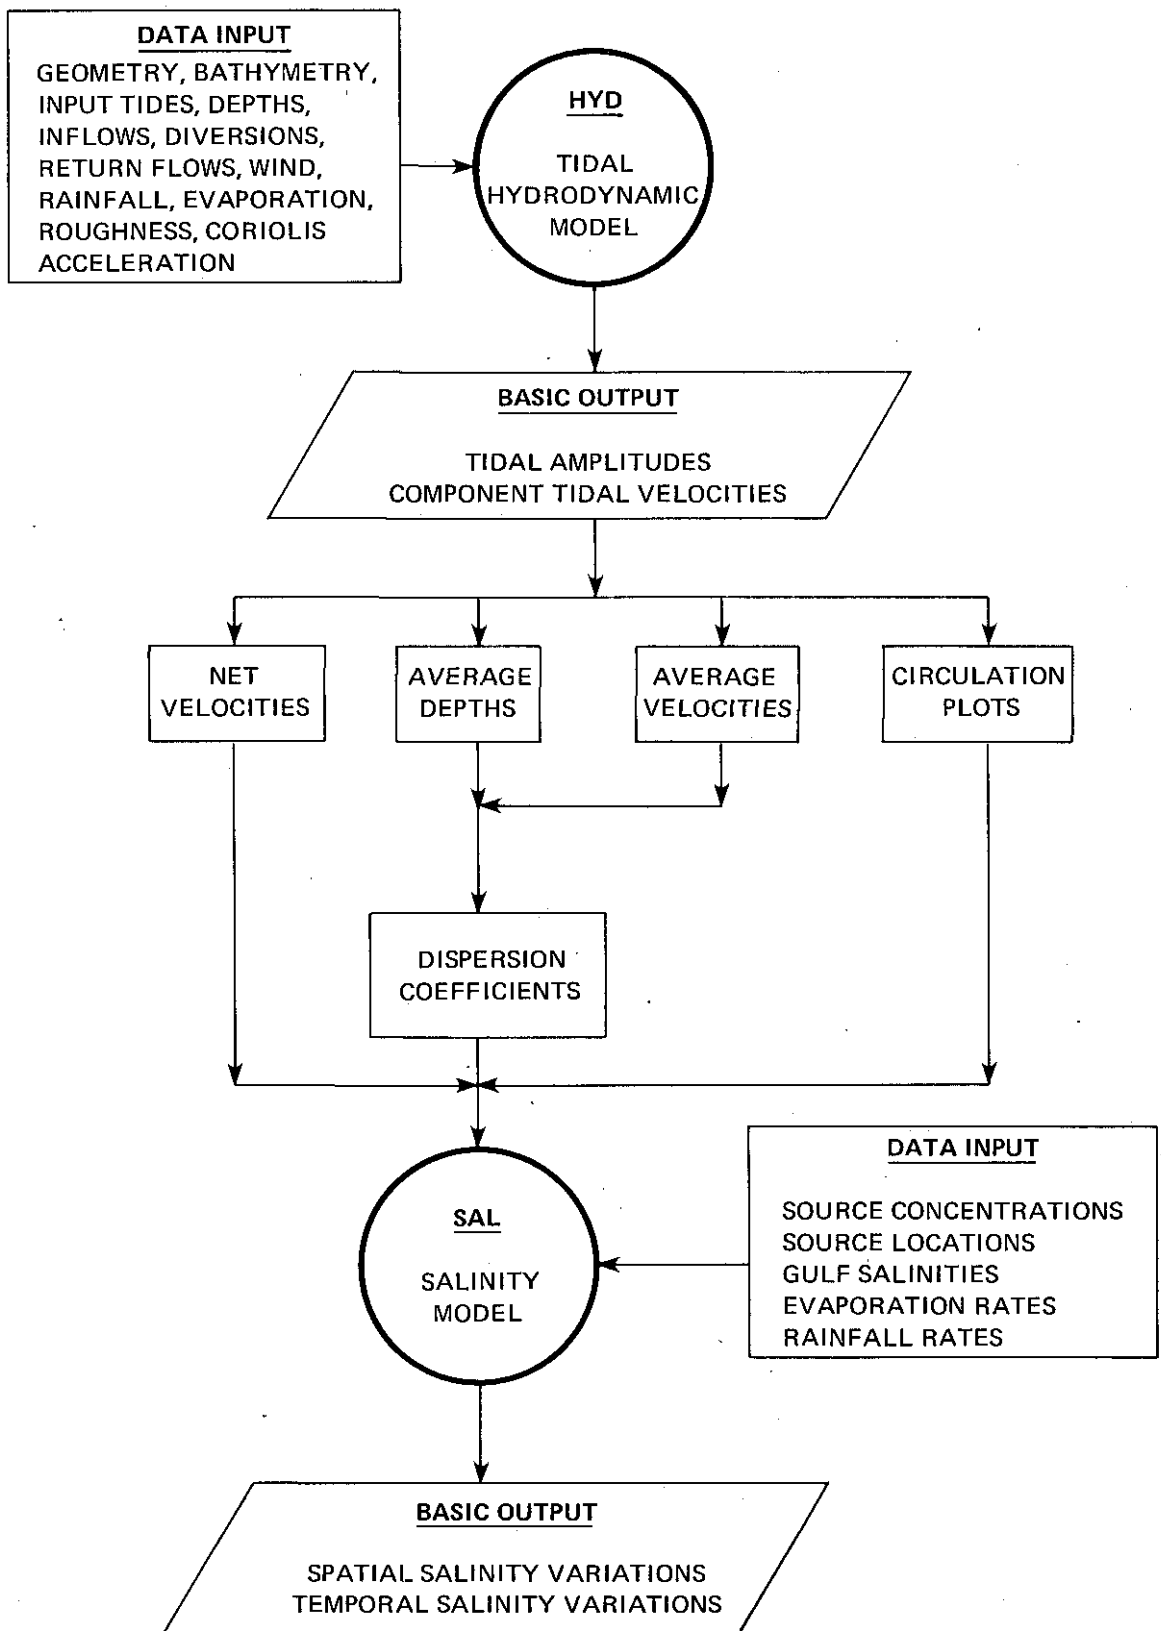 DATA INPUT
GEOMETRY, BATHYMETRY,
INPUT TIDES, DEPTHS,
INFLOWS, DIVERSIONS,
RETURN FLOWS, WIND,
RAINFALL, EVAPORATION,
ROUGHNESS, CORIOLIS
ACCELERATION
HYD
TIDAL
HYDRODYNAMIC
MODEL
BASIC OUTPUT
TIDAL AMPLITUDES
COMPONENT TIDAL VELOCITIES
NET
VELOCITIES
AVERAGE
DEPTHS
AVERAGE
VELOCITIES
CIRCULATION
PLOTS
DISPERSION
COEFFICIENTS
SAL
SALINITY
MODEL
DATA INPUT
SOURCE CONCENTRATIONS
SOURCE LOCATIONS
GULF SALINITIES
EVAPORATION RATES
RAINFALL RATES
BASIC OUTPUT
SPATIAL SALINITY VARIATIONS
TEMPORAL SALINITY VARIATIONS